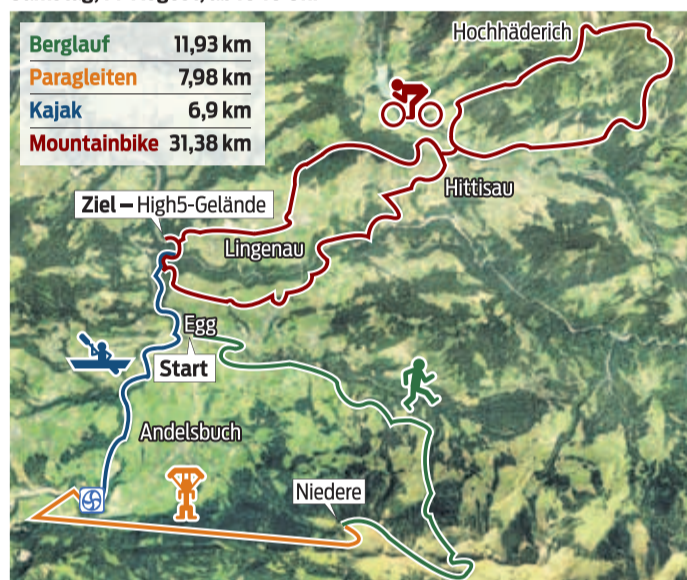 Berglauf 11,93 km
Paragleiten 7,98 km
Kajak 6,9 km
Mountainbike 31,38 km
Hochhäderich
Hittisau
Ziel – High5-Gelände
Lingenau
Egg
Start
Andelsbuch
Niedere